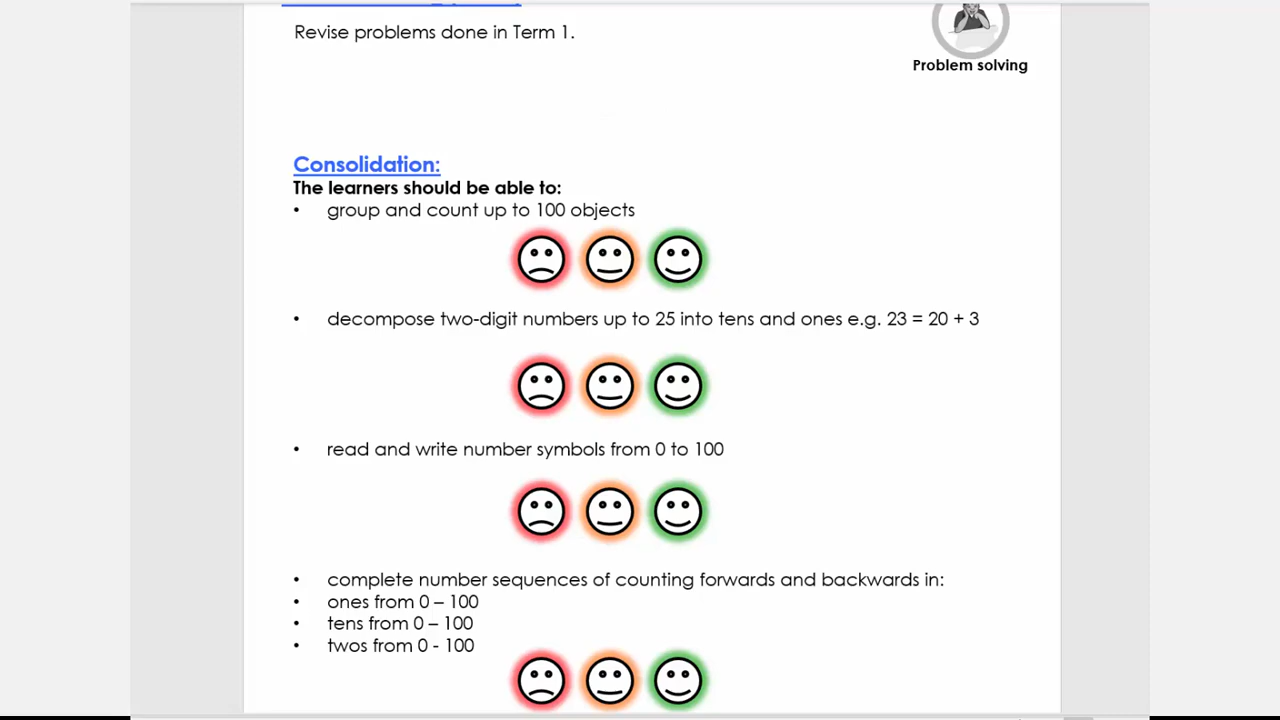 Revise problems done in Term 1.
Problem solving
Consolidation:
The learners should be able to:
• group and count up to 100 objects
• decompose two-digit numbers up to 25 into tens and ones e.g. 23 = 20 + 3
• read and write number symbols from 0 to 100
• complete number sequences of counting forwards and backwards in:
• ones from 0 – 100
• tens from 0 – 100
• twos from 0 - 100